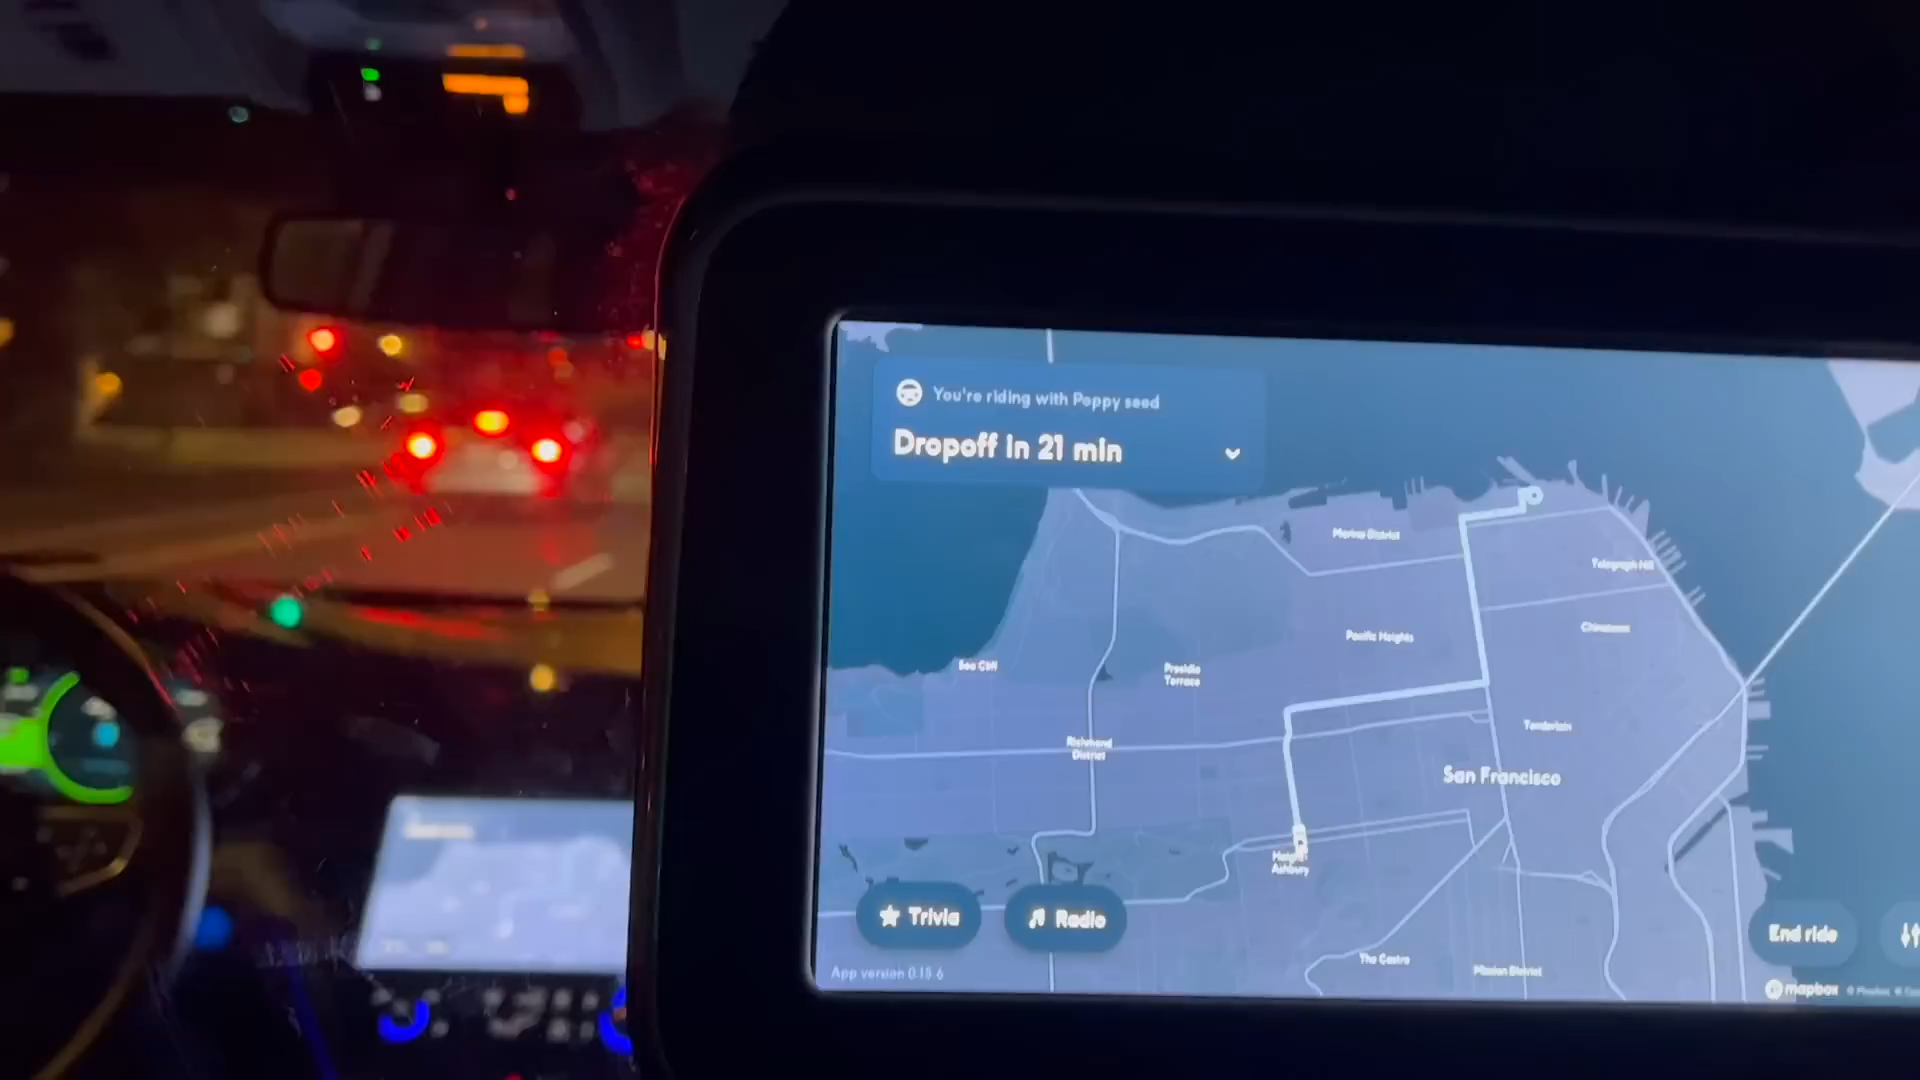 You're riding with Poppy seed
Dropoff in 21 min
Marina District
Telegraph Hill
Chinatown
Pacific Heights
Sea Cliff
Presidio
Terrace
Tenderloin
Richmond
District
San Francisco
Haight-
Ashbury
Trivia
Radio
End ride
The Castro
Mission District
App version 0.15.6
mapbox